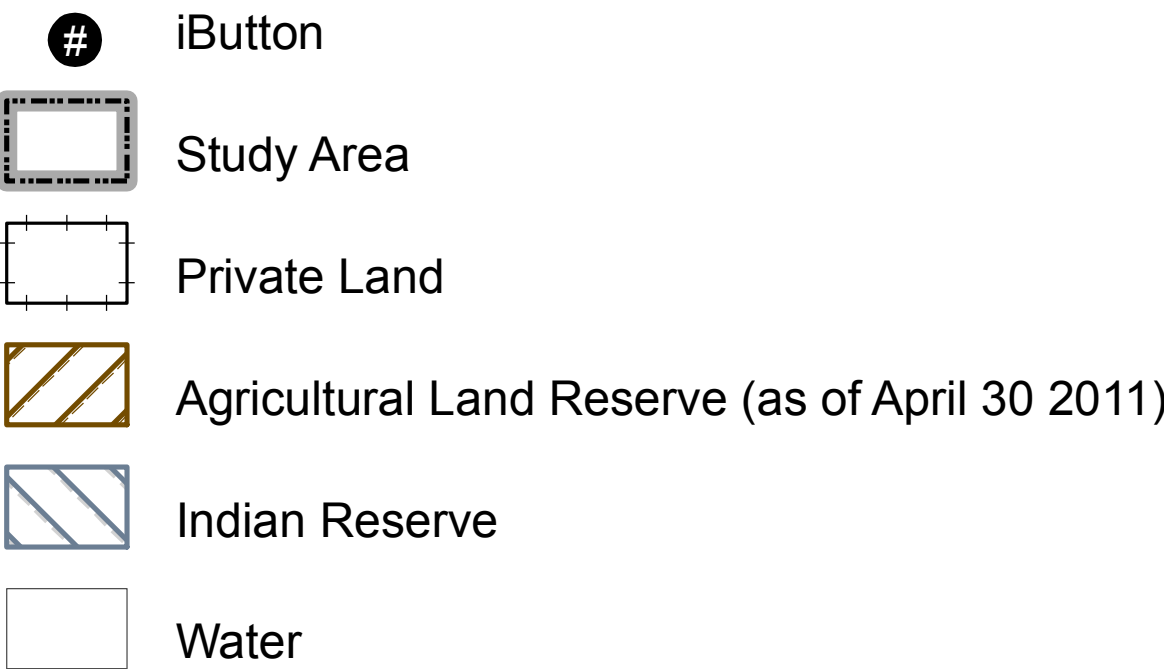 # iButton
Study Area
Private Land
Agricultural Land Reserve (as of April 30 2011)
Indian Reserve
Water